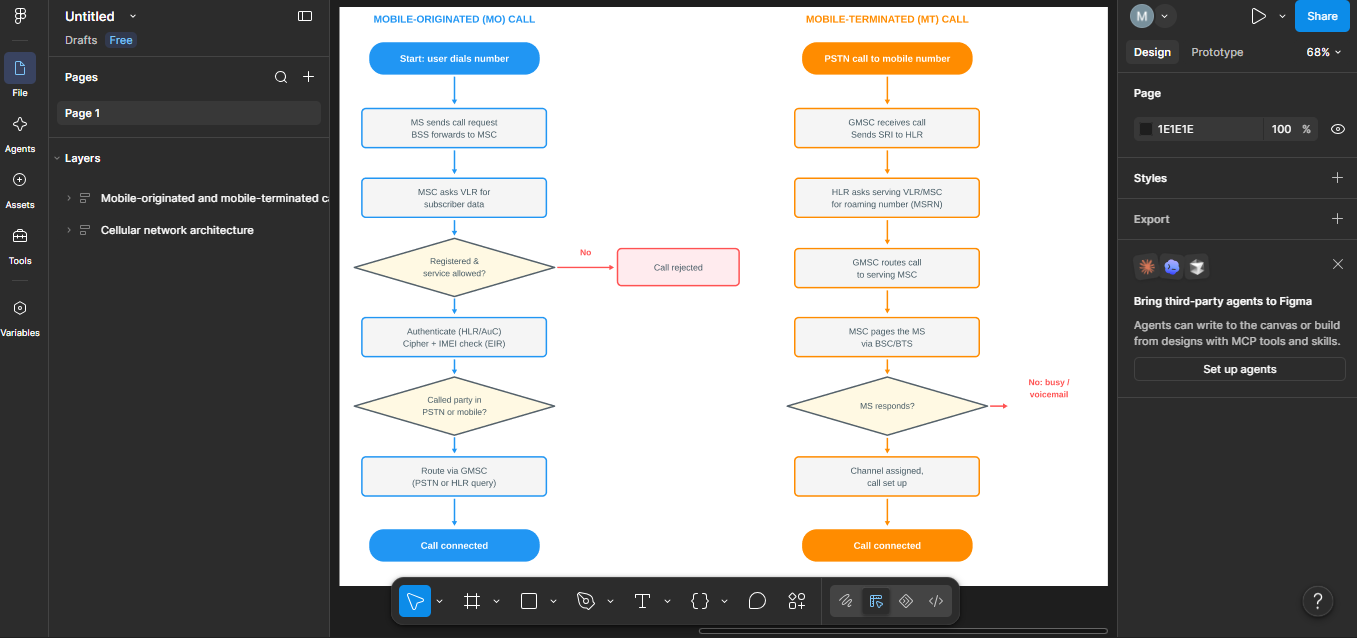 Untitled
Drafts Free
Pages
Page 1
Layers
Mobile-originated and mobile-terminated ca
Cellular network architecture
File
Agents
Assets
Tools
Variables
MOBILE-ORIGINATED (MO) CALL
Start: user dials number
MS sends call request
BSS forwards to MSC
MSC asks VLR for
subscriber data
Registered &
service allowed?
No
Call rejected
Authenticate (HLR/AuC)
Cipher + IMEI check (EIR)
Called party in
PSTN or mobile?
Route via GMSC
(PSTN or HLR query)
Call connected
MOBILE-TERMINATED (MT) CALL
PSTN call to mobile number
GMSC receives call
Sends SRI to HLR
HLR asks serving VLR/MSC
for roaming number (MSRN)
GMSC routes call
to serving MSC
MSC pages the MS
via BSC/BTS
MS responds?
No: busy /
voicemail
Channel assigned,
call set up
Call connected
M
Share
Design Prototype 68%
Page
1E1E1E 100 %
Styles
Export
Bring third-party agents to Figma
Agents can write to the canvas or build
from designs with MCP tools and skills.
Set up agents
?